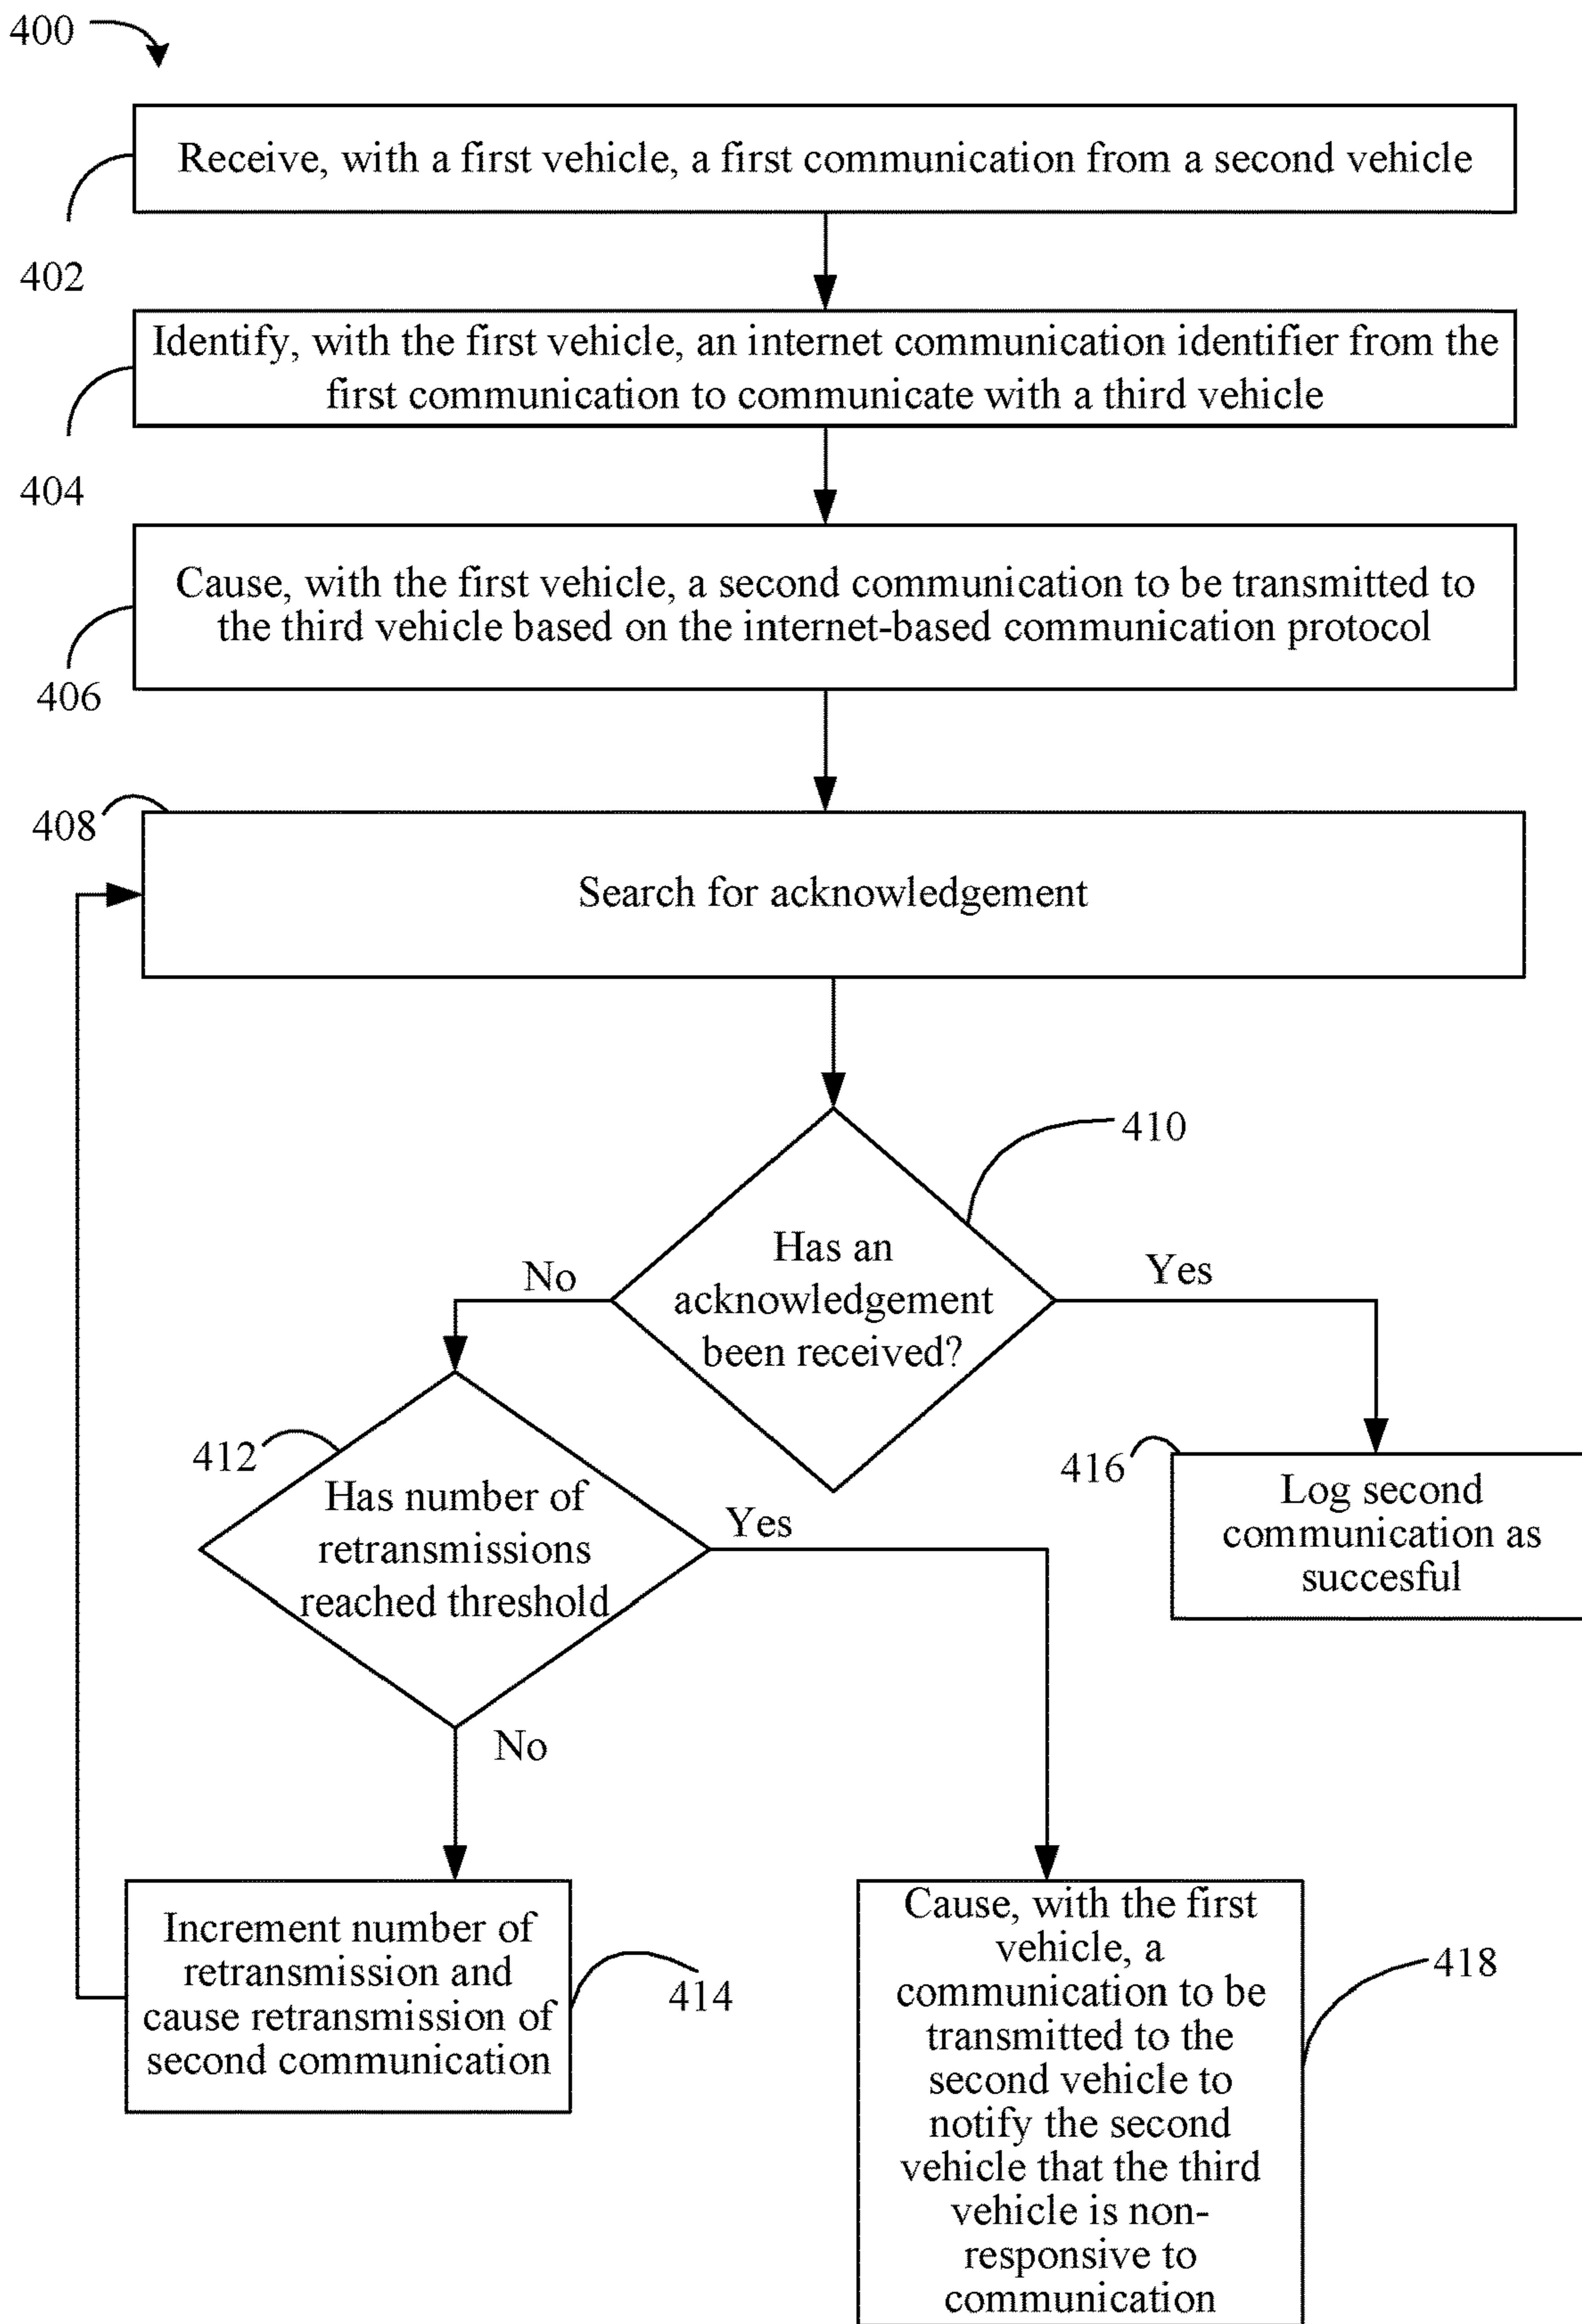 400
Receive, with a first vehicle, a first communication from a second vehicle
402
Identify, with the first vehicle, an internet communication identifier from the
first communication to communicate with a third vehicle
404
Cause, with the first vehicle, a second communication to be transmitted to
the third vehicle based on the internet-based communication protocol
406
408
Search for acknowledgement
410
Has an
acknowledgement
been received?
No
Yes
412
Has number of
retransmissions
reached threshold
Yes
No
416
Log second
communication as
succesful
Increment number of
retransmission and
cause retransmission of
second communication
414
Cause, with the first
vehicle, a
communication to be
transmitted to the
second vehicle to
notify the second
vehicle that the third
vehicle is non-
responsive to
communication
418